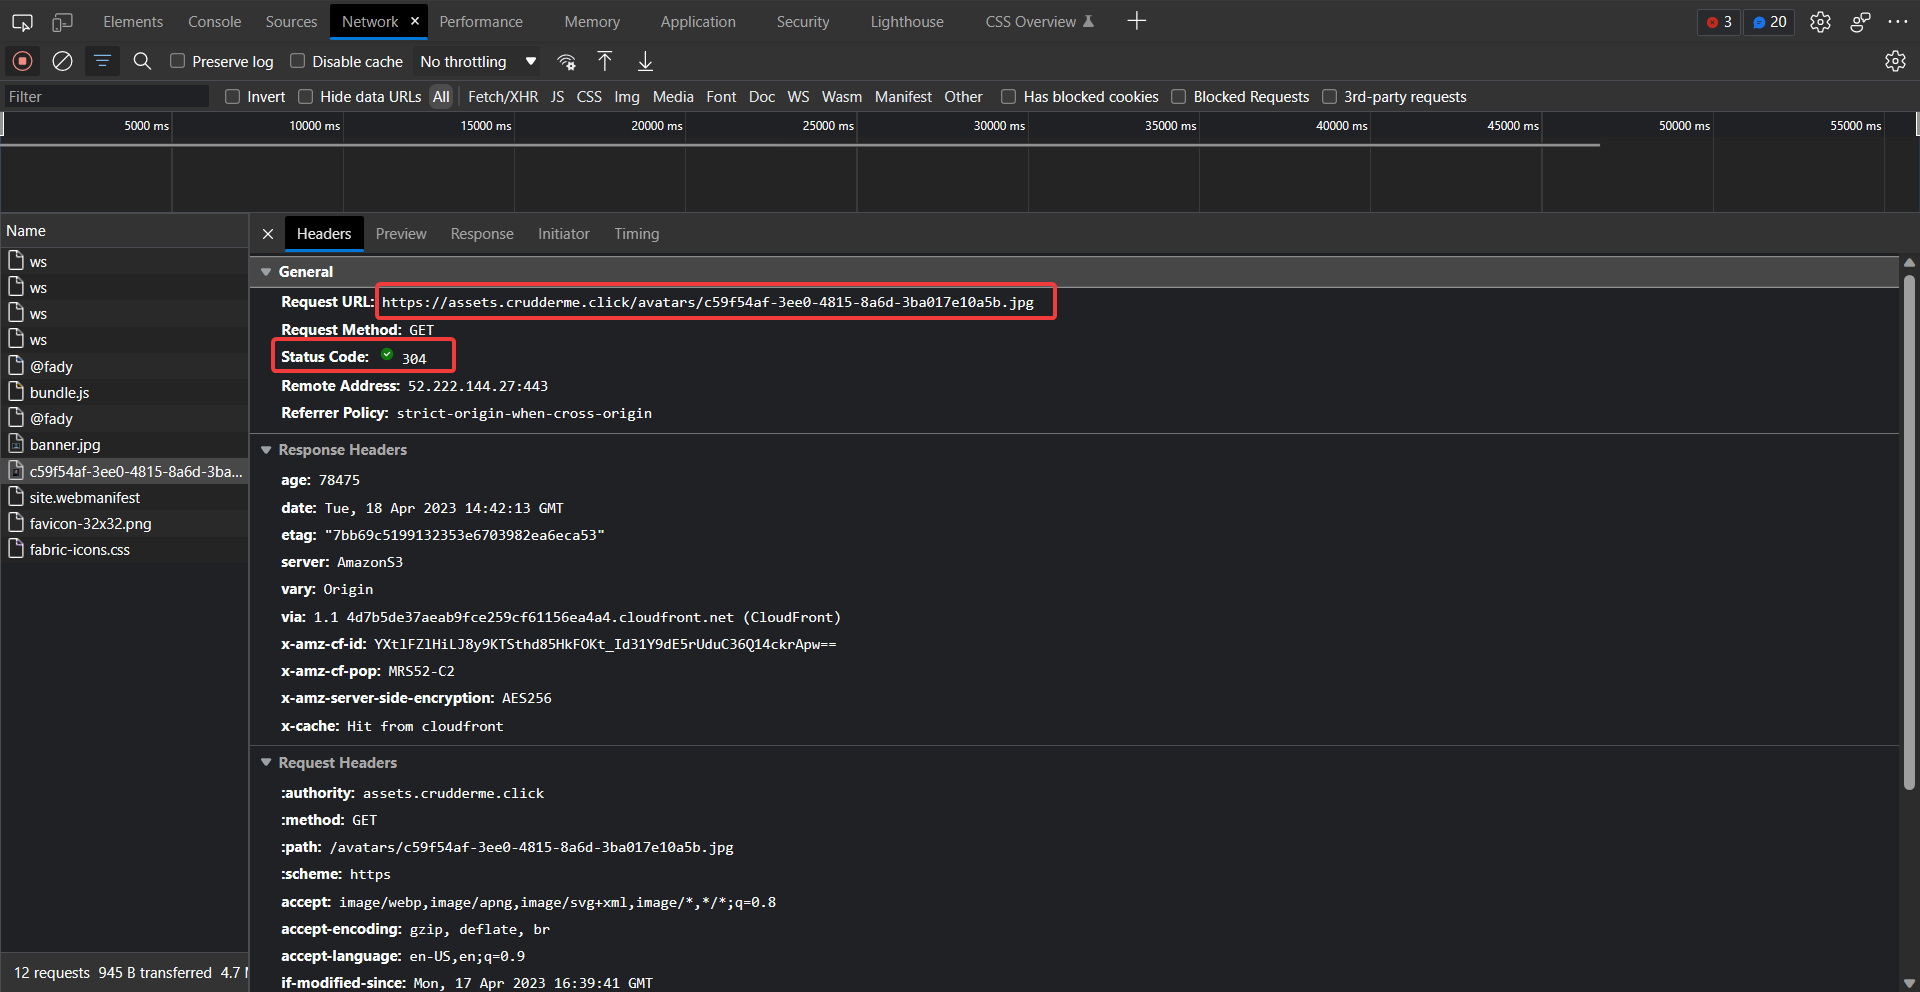 Elements Console Sources Network × Performance Memory Application Security Lighthouse CSS Overview 3 20
Preserve log Disable cache No throttling
Filter Invert Hide data URLs All Fetch/XHR JS CSS Img Media Font Doc WS Wasm Manifest Other Has blocked cookies Blocked Requests 3rd-party requests
5000 ms 10000 ms 15000 ms 20000 ms 25000 ms 30000 ms 35000 ms 40000 ms 45000 ms 50000 ms 55000 ms
Name
ws
ws
ws
ws
@fady
bundle.js
@fady
banner.jpg
c59f54af-3ee0-4815-8a6d-3ba...
site.webmanifest
favicon-32x32.png
fabric-icons.css
12 requests 945 B transferred 4.7
Headers Preview Response Initiator Timing
General
Request URL: https://assets.crudderme.click/avatars/c59f54af-3ee0-4815-8a6d-3ba017e10a5b.jpg
Request Method: GET
Status Code: 304
Remote Address: 52.222.144.27:443
Referrer Policy: strict-origin-when-cross-origin
Response Headers
age: 78475
date: Tue, 18 Apr 2023 14:42:13 GMT
etag: "7bb69c5199132353e6703982ea6eca53"
server: AmazonS3
vary: Origin
via: 1.1 4d7b5de37aeab9fce259cf61156ea4a4.cloudfront.net (CloudFront)
x-amz-cf-id: YXtlFZlHiLJ8y9KTSthd85HkFOKt_Id31Y9dE5rUduC36Q14ckrApw==
x-amz-cf-pop: MRS52-C2
x-amz-server-side-encryption: AES256
x-cache: Hit from cloudfront
Request Headers
:authority: assets.crudderme.click
:method: GET
:path: /avatars/c59f54af-3ee0-4815-8a6d-3ba017e10a5b.jpg
:scheme: https
accept: image/webp,image/apng,image/svg+xml,image/*,*/*;q=0.8
accept-encoding: gzip, deflate, br
accept-language: en-US,en;q=0.9
if-modified-since: Mon, 17 Apr 2023 16:39:41 GMT